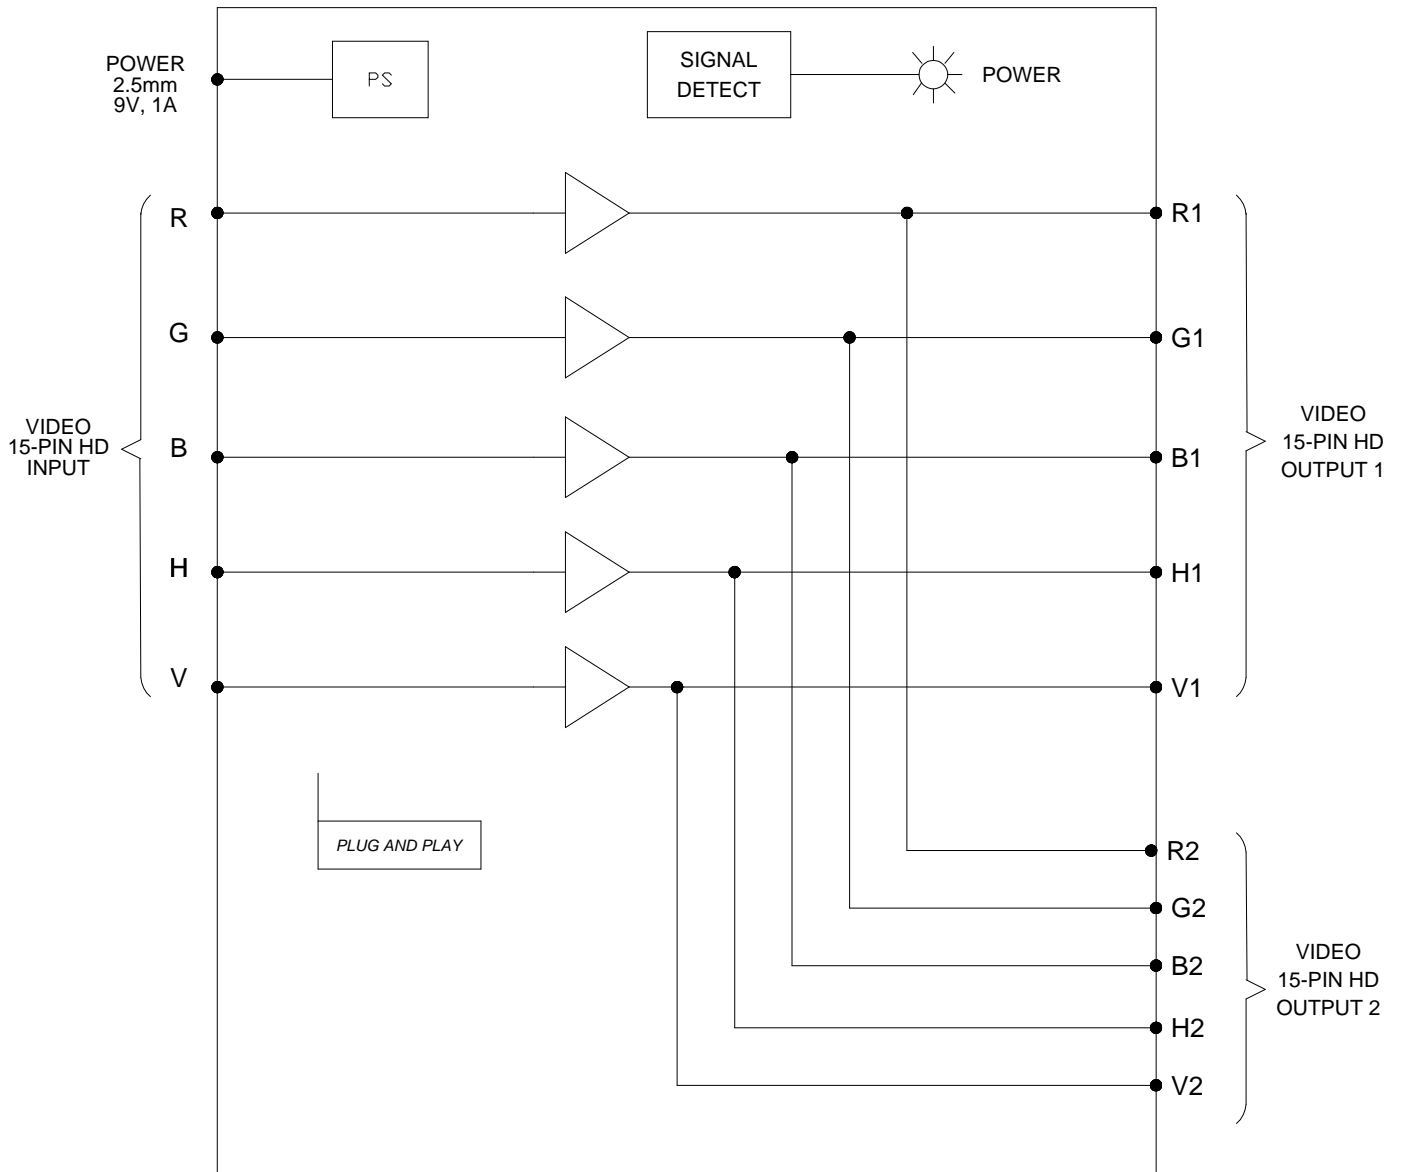 POWER
2.5mm
9V, 1A
PS
SIGNAL
DETECT
POWER
R
G
B
H
V
VIDEO
15-PIN HD
INPUT
R1
G1
B1
H1
V1
VIDEO
15-PIN HD
OUTPUT 1
PLUG AND PLAY
R2
G2
B2
H2
V2
VIDEO
15-PIN HD
OUTPUT 2